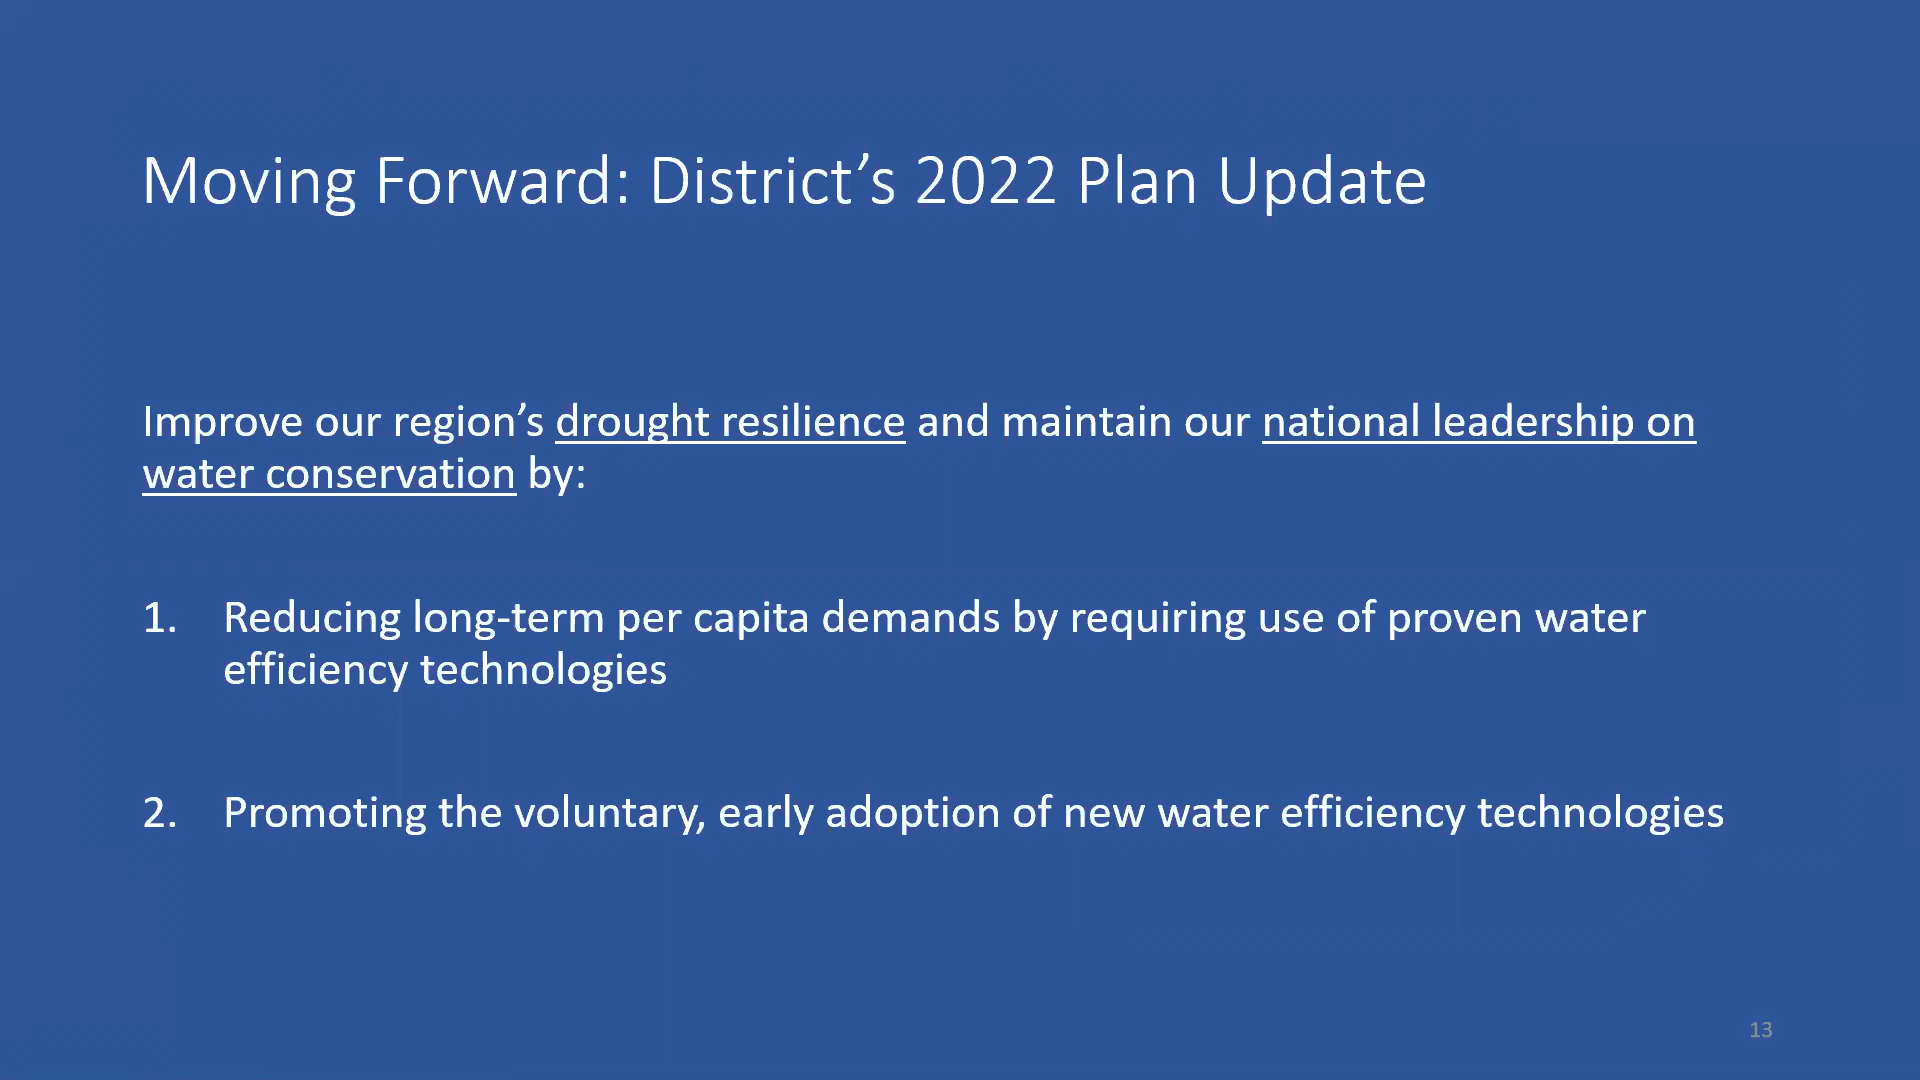 Moving Forward: District’s 2022 Plan Update
Improve our region’s drought resilience and maintain our national leadership on
water conservation by:
1. Reducing long-term per capita demands by requiring use of proven water
efficiency technologies
2. Promoting the voluntary, early adoption of new water efficiency technologies
13